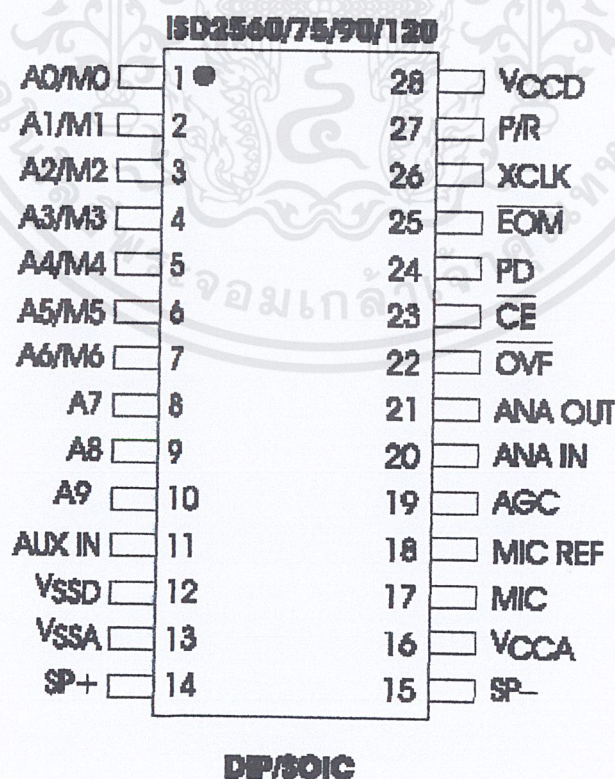 ISD2560/75/90/120
A0/M0 1 28 VCCD
A1/M1 2 27 P/R
A2/M2 3 26 XCLK
A3/M3 4 25 EOM
A4/M4 5 24 PD
A5/M5 6 23 CE
A6/M6 7 22 OVF
A7 8 21 ANA OUT
A8 9 20 ANA IN
A9 10 19 AGC
AUX IN 11 18 MIC REF
VSSD 12 17 MIC
VSSA 13 16 VCCA
SP+ 14 15 SP–
DIP/SOIC